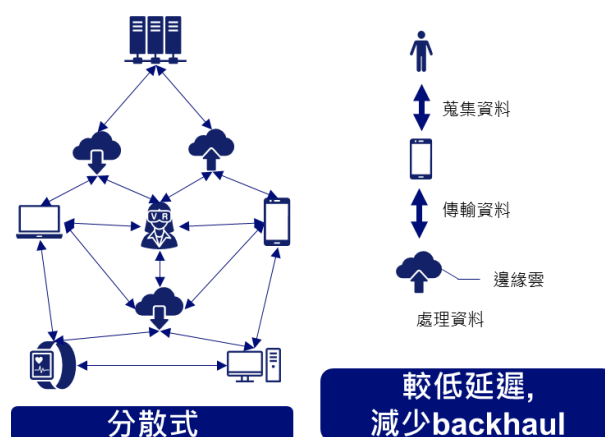 V R
蒐集資料
傳輸資料
邊緣雲
處理資料
分散式
較低延遲,
減少backhaul